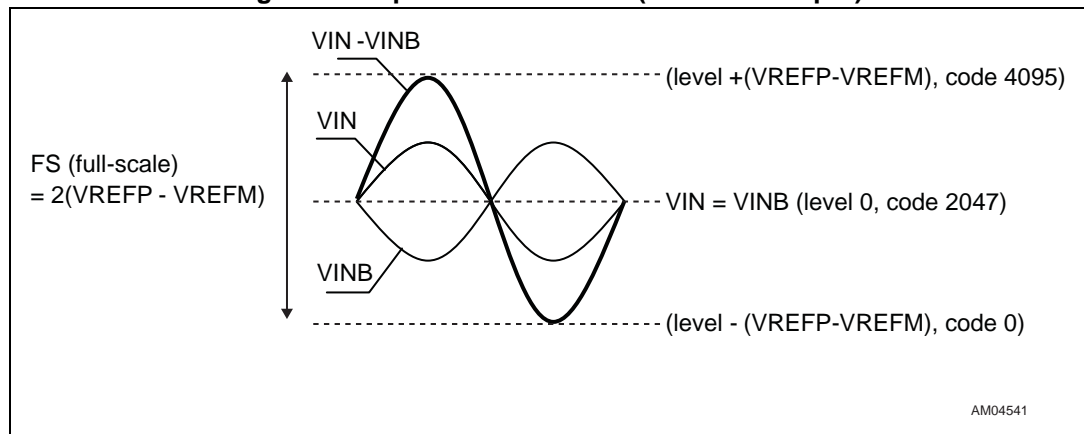 VIN -VINB
(level +(VREFP-VREFM), code 4095)
VIN
FS (full-scale)
= 2(VREFP - VREFM)
VIN = VINB (level 0, code 2047)
VINB
(level - (VREFP-VREFM), code 0)
AM04541